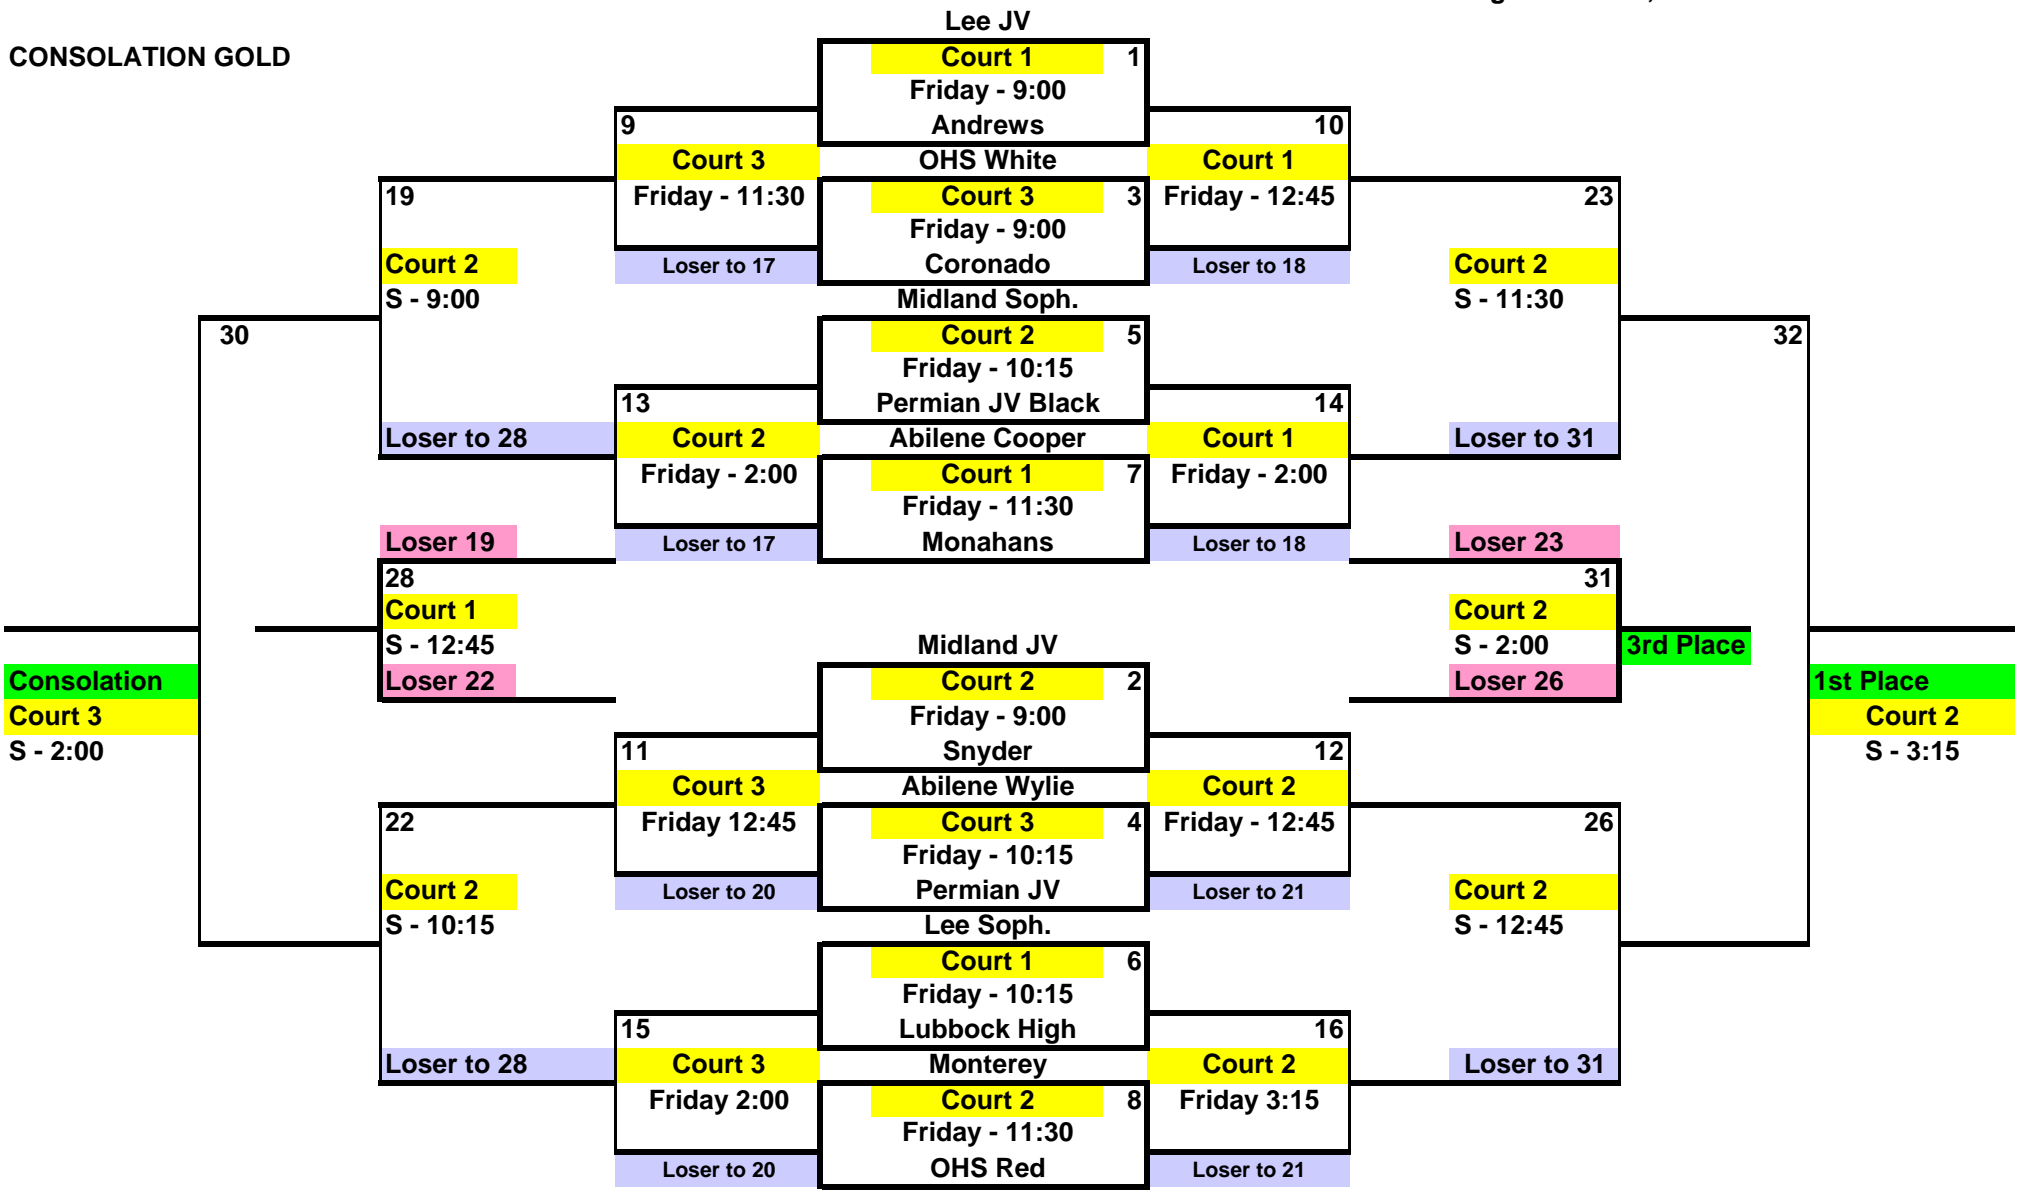 Lee JV
CONSOLATION GOLD
Court 1 1
Friday - 9:00
9 Andrews 10
Court 3 OHS White Court 1
19 Friday - 11:30 Court 3 3 Friday - 12:45 23
Friday - 9:00
Court 2 Loser to 17 Coronado Loser to 18 Court 2
S - 9:00 Midland Soph. S - 11:30
30 Court 2 5 32
Friday - 10:15
13 Permian JV Black 14
Loser to 28 Court 2 Abilene Cooper Court 1 Loser to 31
Friday - 2:00 Court 1 7 Friday - 2:00
Friday - 11:30
Loser 19 Loser to 17 Monahans Loser to 18 Loser 23
28 31
Court 1 Court 2
S - 12:45 Midland JV S - 2:00 3rd Place
Consolation Loser 22 Court 2 2 Loser 26 1st Place
Court 3 Friday - 9:00 Court 2
S - 2:00 11 Snyder 12 S - 3:15
Court 3 Abilene Wylie Court 2
22 Friday 12:45 Court 3 4 Friday - 12:45 26
Friday - 10:15
Court 2 Loser to 20 Permian JV Loser to 21 Court 2
S - 10:15 Lee Soph. S - 12:45
Court 1 6
Friday - 10:15
15 Lubbock High 16
Loser to 28 Court 3 Monterey Court 2 Loser to 31
Friday 2:00 Court 2 8 Friday 3:15
Friday - 11:30
Loser to 20 OHS Red Loser to 21